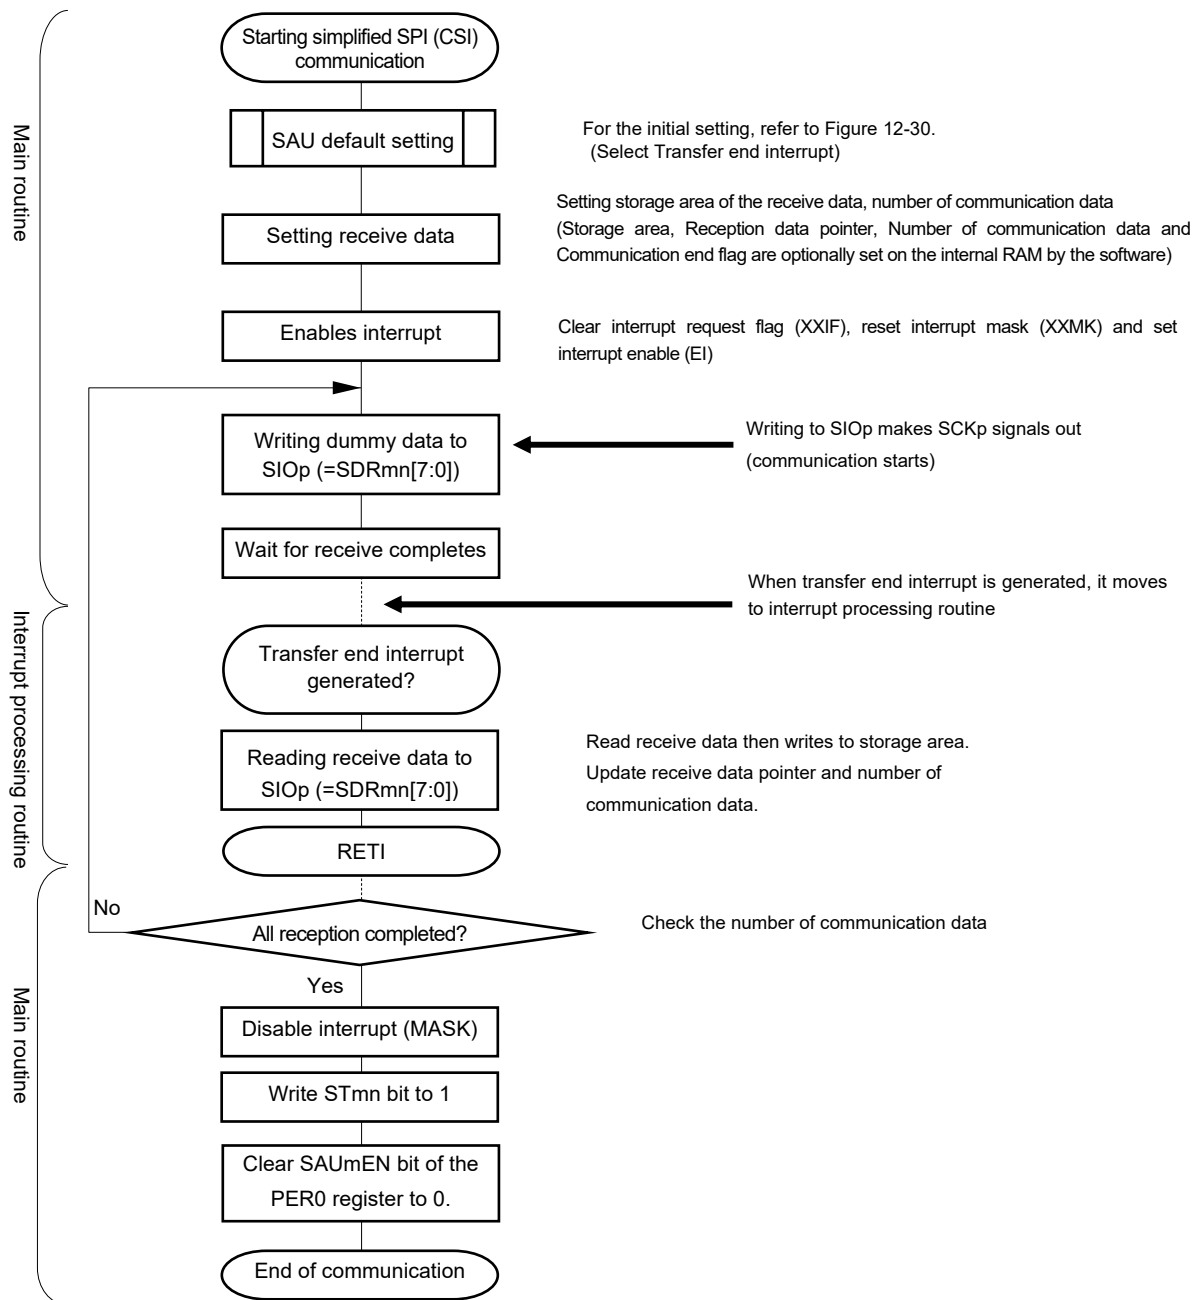 Starting simplified SPI (CSI)
communication
Main routine
SAU default setting
For the initial setting, refer to Figure 12-30.
(Select Transfer end interrupt)
Setting receive data
Setting storage area of the receive data, number of communication data
(Storage area, Reception data pointer, Number of communication data and
Communication end flag are optionally set on the internal RAM by the software)
Enables interrupt
Clear interrupt request flag (XXIF), reset interrupt mask (XXMK) and set
interrupt enable (EI)
Writing dummy data to
SIOp (=SDRmn[7:0])
Writing to SIOp makes SCKp signals out
(communication starts)
Wait for receive completes
When transfer end interrupt is generated, it moves
to interrupt processing routine
Interrupt processing routine
Transfer end interrupt
generated?
Reading receive data to
SIOp (=SDRmn[7:0])
Read receive data then writes to storage area.
Update receive data pointer and number of
communication data.
RETI
No
All reception completed?
Check the number of communication data
Yes
Main routine
Disable interrupt (MASK)
Write STmn bit to 1
Clear SAUmEN bit of the
PER0 register to 0.
End of communication